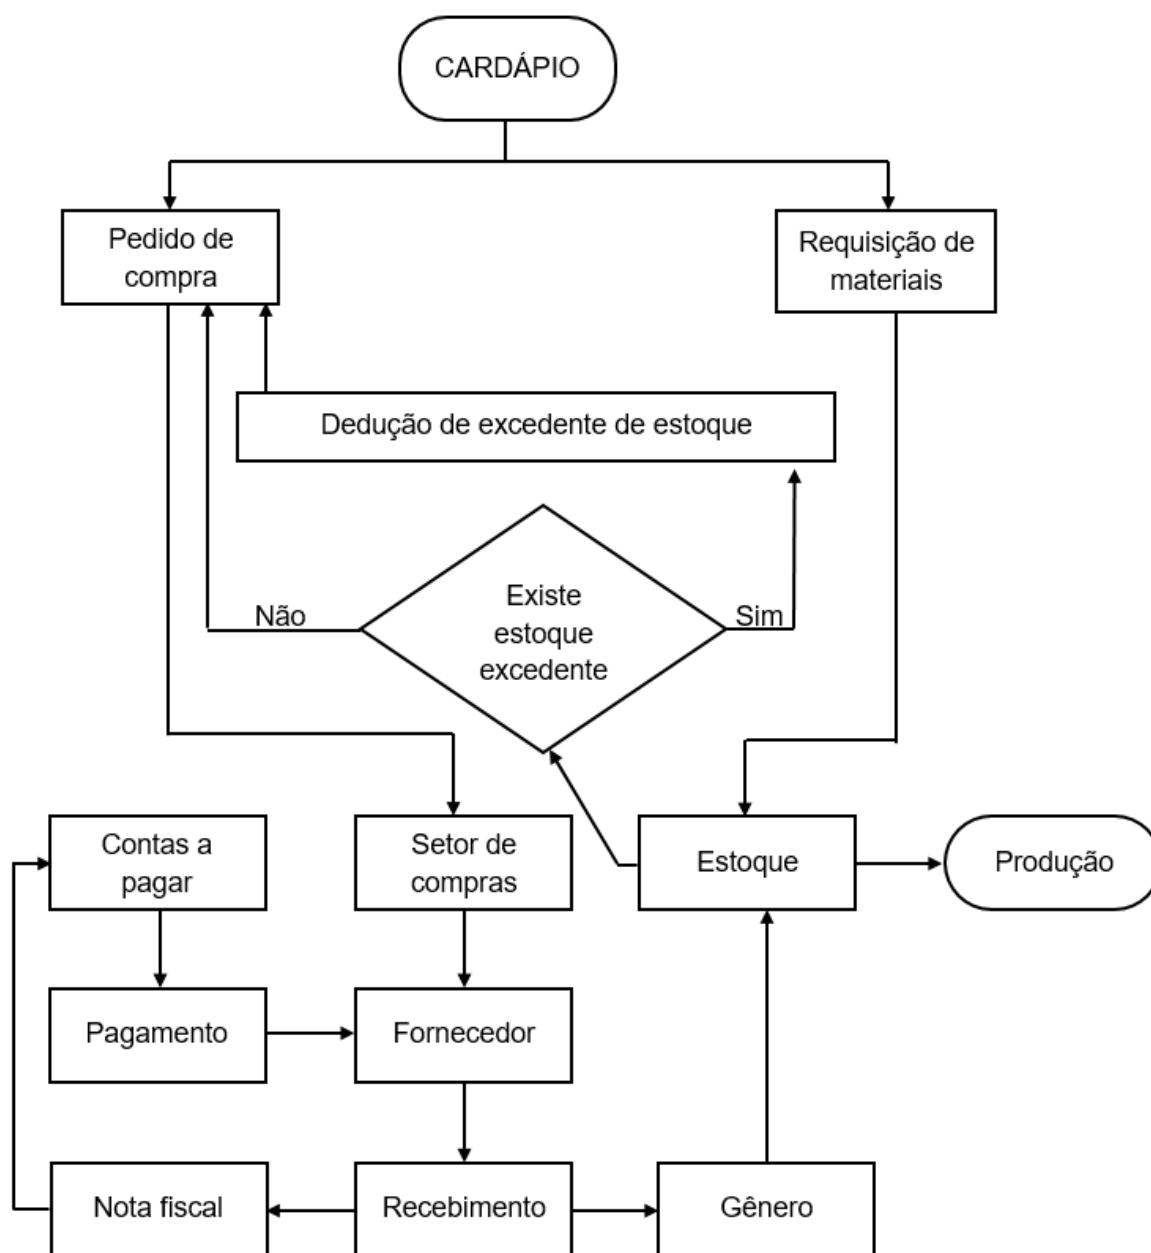 CARDÁPIO
Pedido de
compra
Requisição de
materiais
Dedução de excedente de estoque
Existe
estoque
excedente
Não
Sim
Contas a
pagar
Setor de
compras
Estoque
Produção
Pagamento
Fornecedor
Nota fiscal
Recebimento
Gênero